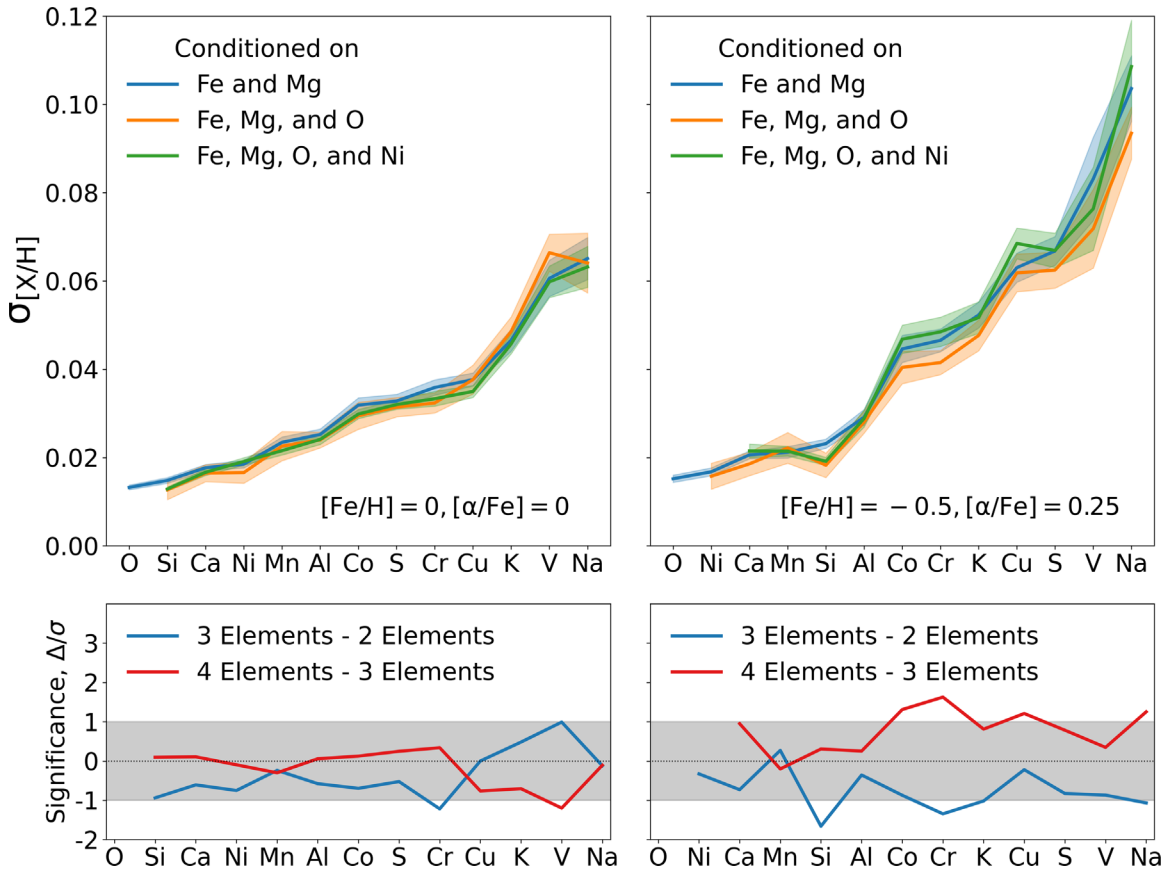 0.12
0.10
0.08
0.06
0.04
0.02
0.00
σ[X/H]
Conditioned on
Fe and Mg
Fe, Mg, and O
Fe, Mg, O, and Ni
[Fe/H] = 0, [α/Fe] = 0
O Si Ca Ni Mn Al Co S Cr Cu K V Na
Conditioned on
Fe and Mg
Fe, Mg, and O
Fe, Mg, O, and Ni
[Fe/H] = − 0.5, [α/Fe] = 0.25
O Ni Ca Mn Si Al Co Cr K Cu S V Na
Significance, Δ/σ
3
2
1
0
-1
-2
3 Elements - 2 Elements
4 Elements - 3 Elements
O Si Ca Ni Mn Al Co S Cr Cu K V Na
3 Elements - 2 Elements
4 Elements - 3 Elements
O Ni Ca Mn Si Al Co Cr K Cu S V Na